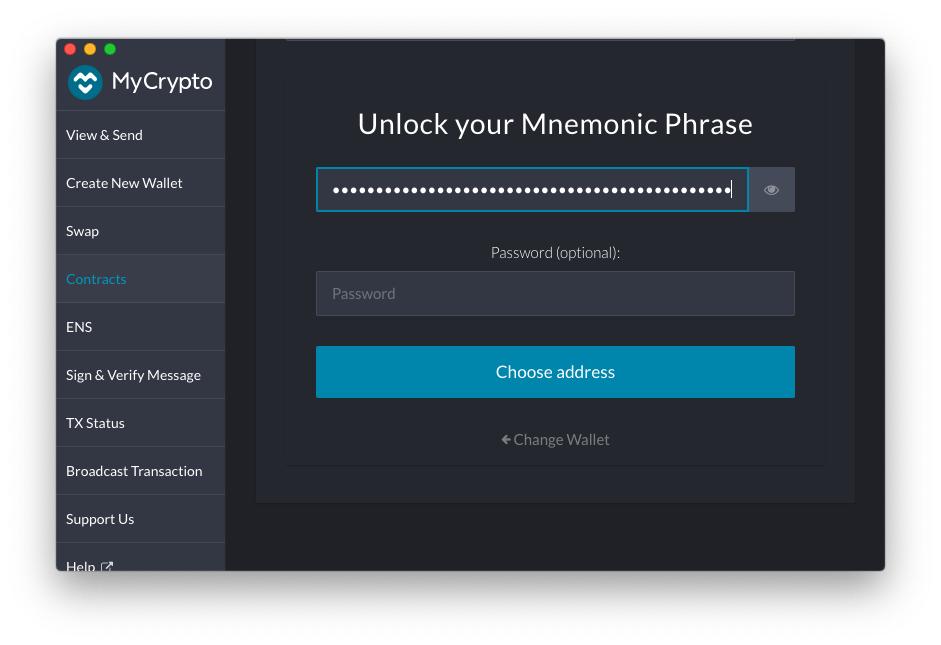 MyCrypto
View & Send
Create New Wallet
Swap
Contracts
ENS
Sign & Verify Message
TX Status
Broadcast Transaction
Support Us
Help
Unlock your Mnemonic Phrase
Password (optional):
Password
Choose address
Change Wallet